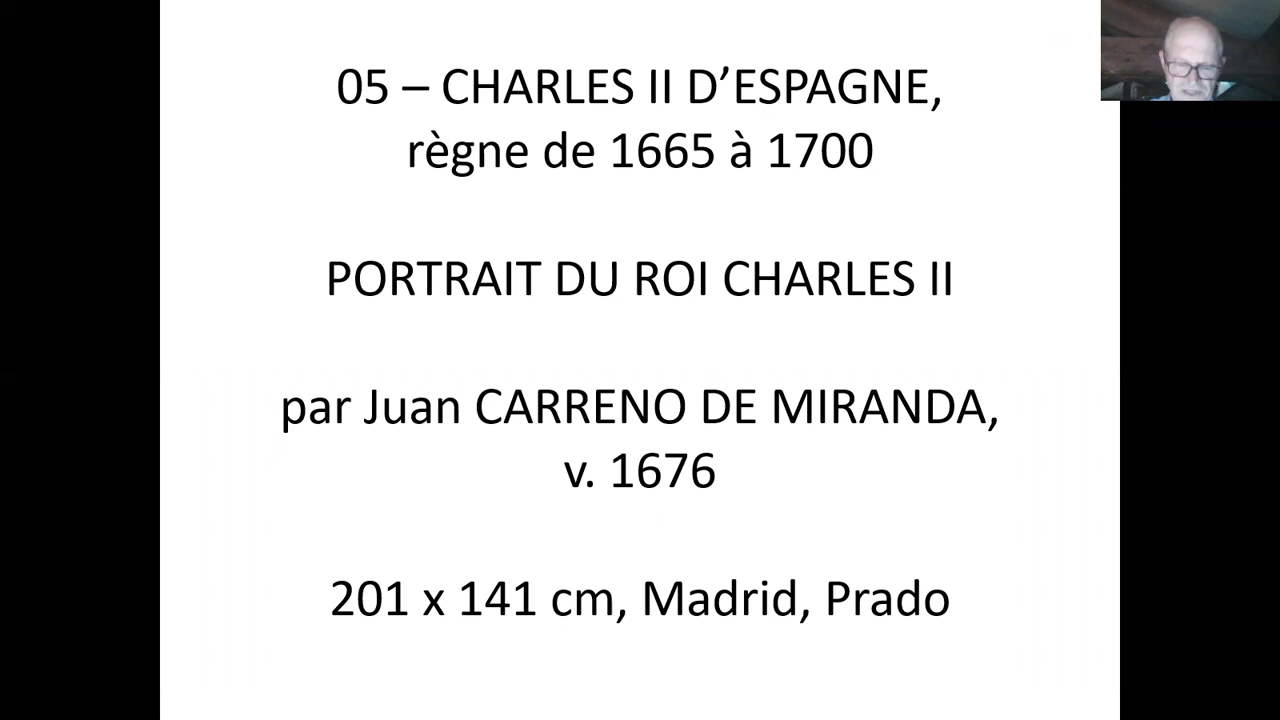 05 – CHARLES II D’ESPAGNE,
règne de 1665 à 1700
PORTRAIT DU ROI CHARLES II
par Juan CARRENO DE MIRANDA,
v. 1676
201 x 141 cm, Madrid, Prado